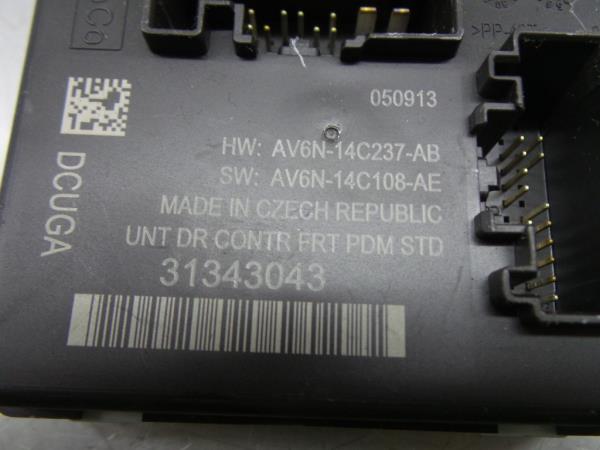 050913
HW: AV6N-14C237-AB
SW: AV6N-14C108-AE
MADE IN CZECH REPUBLIC
UNT DR CONTR FRT PDM STD
31343043
DCUGA